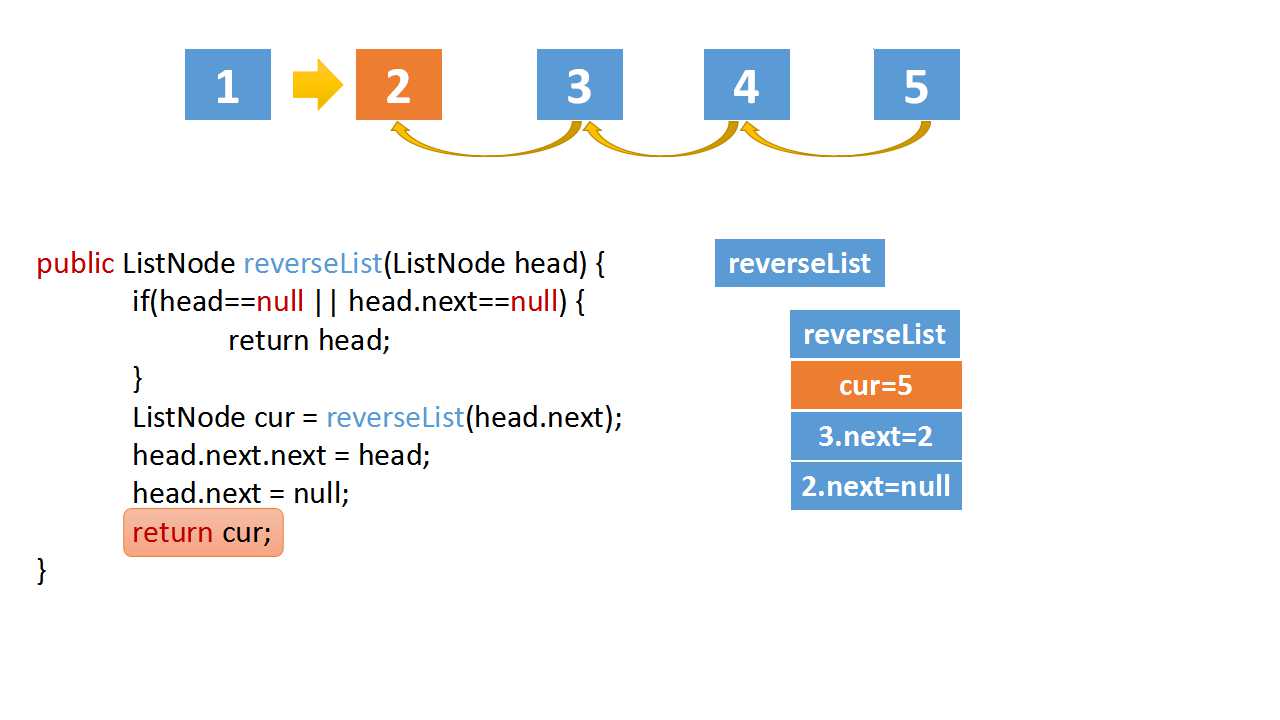 1 2 3 4 5
public ListNode reverseList(ListNode head) {
if(head==null || head.next==null) {
return head;
}
ListNode cur = reverseList(head.next);
head.next.next = head;
head.next = null;
return cur;
}
reverseList
reverseList
cur=5
3.next=2
2.next=null